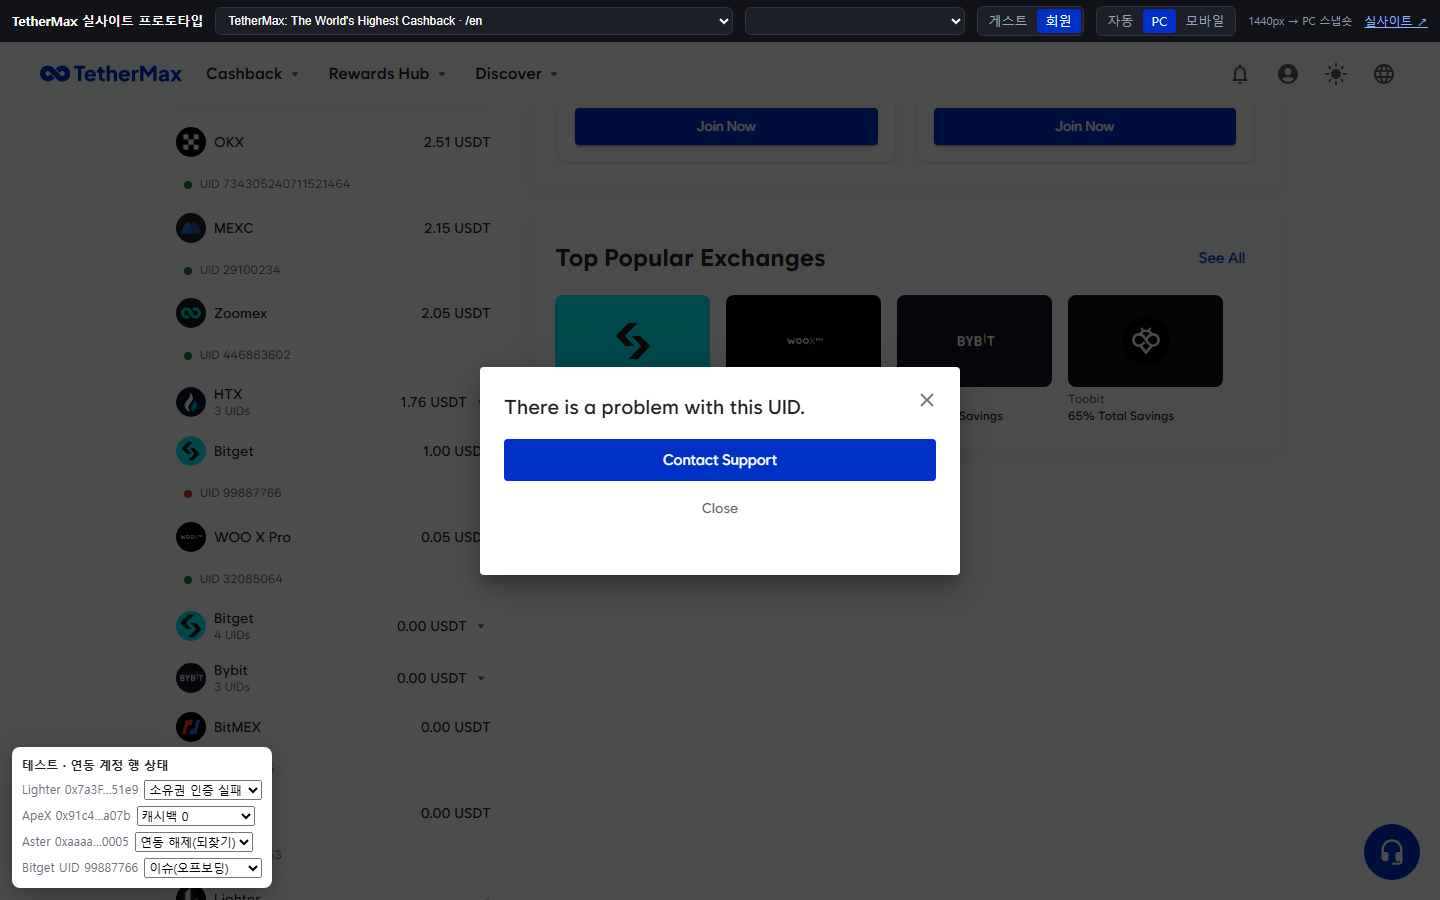 TetherMax 실사이트 프로토타입
TetherMax: The World's Highest Cashback · /en
게스트 회원
자동 PC 모바일
1440px → PC 스냅숏
실사이트 ↗
TetherMax
Cashback
Rewards Hub
Discover
OKX 2.51 USDT
UID 734305240711521464
MEXC 2.15 USDT
UID 29100234
Zoomex 2.05 USDT
UID 446883602
HTX 1.76 USDT
3 UIDs
Bitget 1.00 USD
UID 99887766
WOO X Pro 0.05 USD
UID 32085064
Bitget 0.00 USDT
4 UIDs
Bybit 0.00 USDT
3 UIDs
BitMEX 0.00 USDT
0.00 USDT
Lighter
Join Now
Join Now
Top Popular Exchanges
See All
WOOX PRO
BYBIT
Savings
Toobit
65% Total Savings
There is a problem with this UID.
Contact Support
Close
테스트 · 연동 계정 행 상태
Lighter 0x7a3F...51e9 소유권 인증 실패
ApeX 0x91c4...a07b 캐시백 0
Aster 0xaaaa...0005 연동 해제(되찾기)
Bitget UID 99887766 이슈(오프보딩)